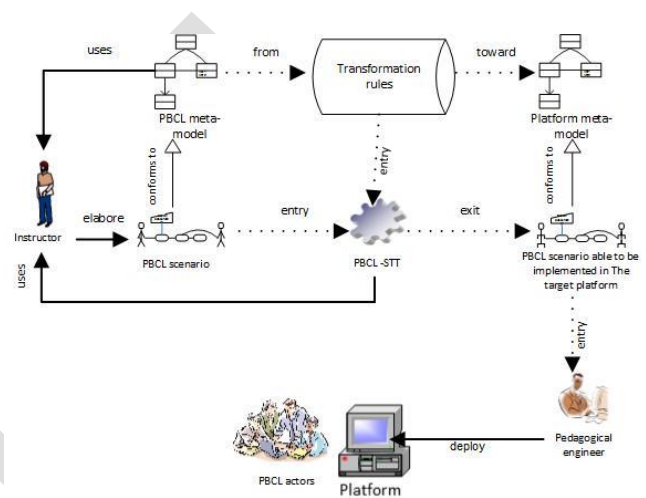 uses
from
Transformation
rules
toward
PBCL meta-
model
Platform meta-
model
conforms to
entry
conforms to
elabore
entry
exit
Instructor
PBCL scenario
PBCL -STT
PBCL scenario able to be
implemented in The
target platform
uses
entry
PBCL actors
Platform
deploy
Pedagogical
engineer